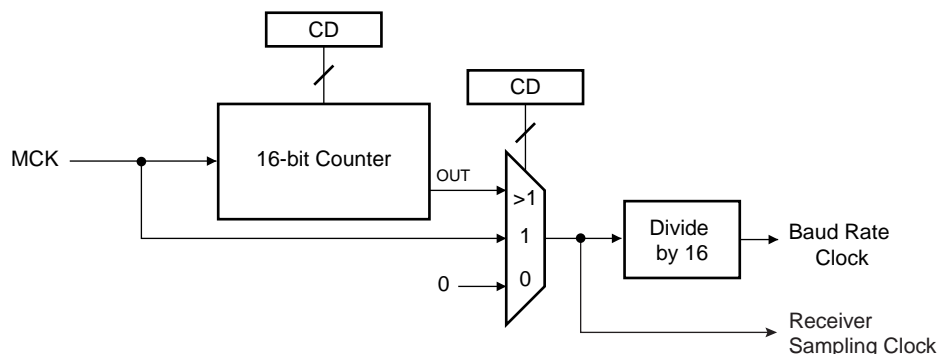 CD
CD
MCK
16-bit Counter
OUT
>1
1
0
0
Divide
by 16
Baud Rate
Clock
Receiver
Sampling Clock